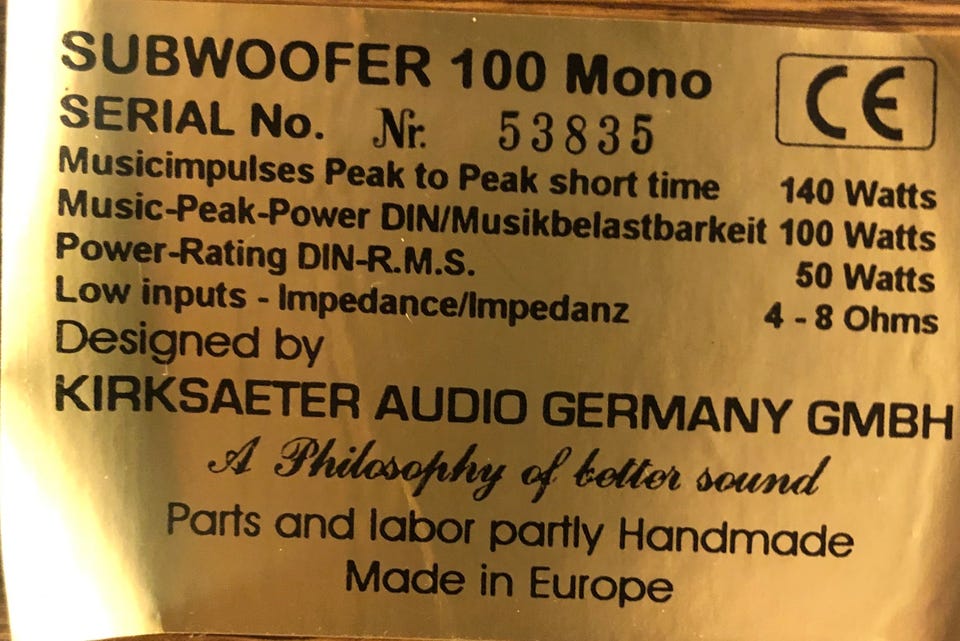 SUBWOOFER 100 Mono
CE
SERIAL No. Nr. 53835
Musicimpulses Peak to Peak short time 140 Watts
Music-Peak-Power DIN/Musikbelastbarkeit 100 Watts
Power-Rating DIN-R.M.S. 50 Watts
Low inputs - Impedance/Impedanz 4 - 8 Ohms
Designed by
KIRKSAETER AUDIO GERMANY GMBH
A Philosophy of better sound
Parts and labor partly Handmade
Made in Europe